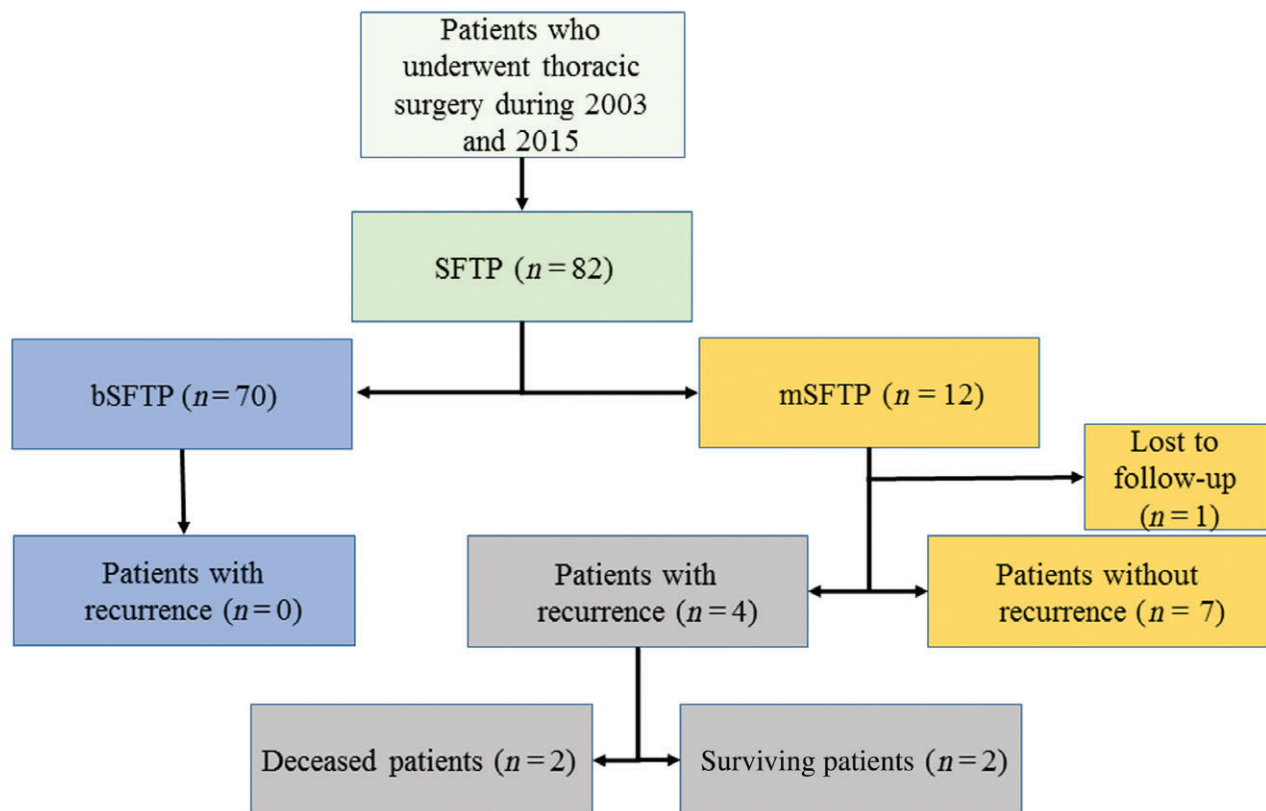 Patients who
underwent thoracic
surgery during 2003
and 2015
SFTP (n = 82)
bSFTP (n = 70)
mSFTP (n = 12)
Lost to
follow-up
(n = 1)
Patients with
recurrence (n = 0)
Patients with
recurrence (n = 4)
Patients without
recurrence (n = 7)
Deceased patients (n = 2)
Surviving patients (n = 2)